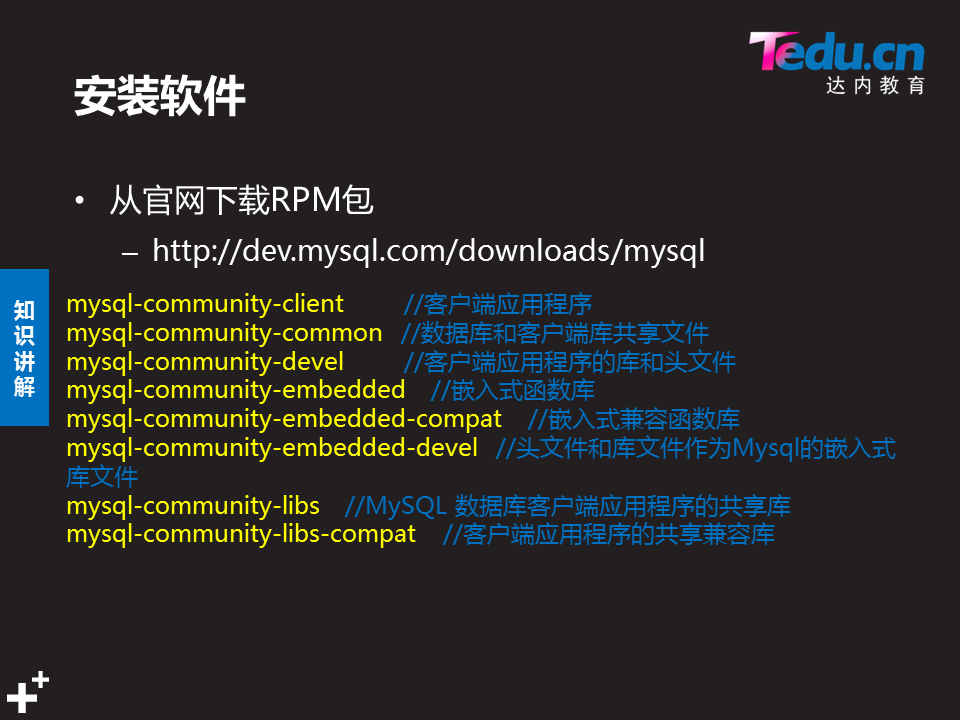 Tedu.cn
达内教育
安装软件
• 从官网下载RPM包
– http://dev.mysql.com/downloads/mysql
知
识
讲
解
mysql-community-client //客户端应用程序
mysql-community-common //数据库和客户端库共享文件
mysql-community-devel //客户端应用程序的库和头文件
mysql-community-embedded //嵌入式函数库
mysql-community-embedded-compat //嵌入式兼容函数库
mysql-community-embedded-devel //头文件和库文件作为Mysql的嵌入式
库文件
mysql-community-libs //MySQL 数据库客户端应用程序的共享库
mysql-community-libs-compat //客户端应用程序的共享兼容库